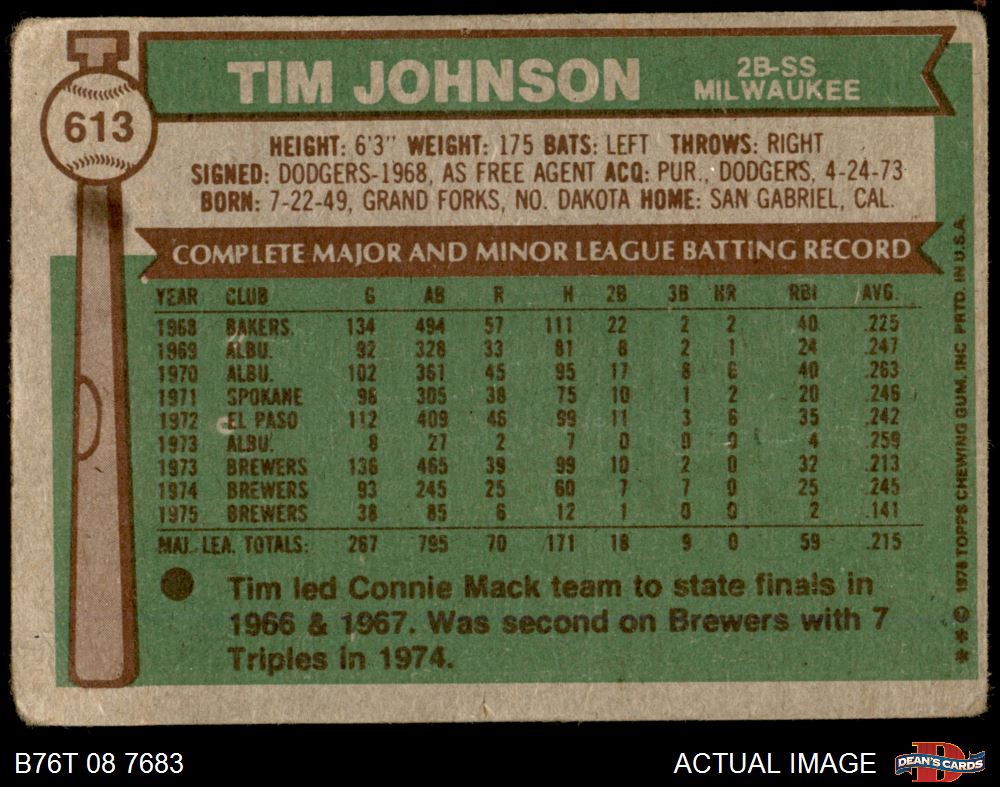 TIM JOHNSON
2B-SS
MILWAUKEE
613
HEIGHT: 6'3" WEIGHT: 175 BATS: LEFT THROWS: RIGHT
SIGNED: DODGERS-1968, AS FREE AGENT ACQ: PUR., DODGERS, 4-24-73
BORN: 7-22-49, GRAND FORKS, NO. DAKOTA HOME: SAN GABRIEL, CAL.
COMPLETE MAJOR AND MINOR LEAGUE BATTING RECORD
YEAR CLUB G AB R H 2B 3B HR RBI AVG.
1968 BAKERS. 134 494 57 111 22 2 2 40 .225
1969 ALBU. 92 328 33 81 8 2 1 24 .247
1970 ALBU. 102 361 45 95 17 8 6 40 .263
1971 SPOKANE 96 305 38 75 10 1 2 20 .246
1972 EL PASO 112 409 46 99 11 3 6 35 .242
1973 ALBU. 8 27 2 7 0 0 0 4 .259
1973 BREWERS 136 465 39 99 10 2 0 32 .213
1974 BREWERS 93 245 25 60 7 7 0 25 .245
1975 BREWERS 38 85 6 12 1 0 0 2 .141
MAJ. LEA. TOTALS: 267 795 70 171 18 9 0 59 .215
Tim led Connie Mack team to state finals in
1966 & 1967. Was second on Brewers with 7
Triples in 1974.
** © 1976 TOPPS CHEWING GUM, INC PRTD. IN U.S.A.
B76T 08 7683
ACTUAL IMAGE
DEAN'S CARDS